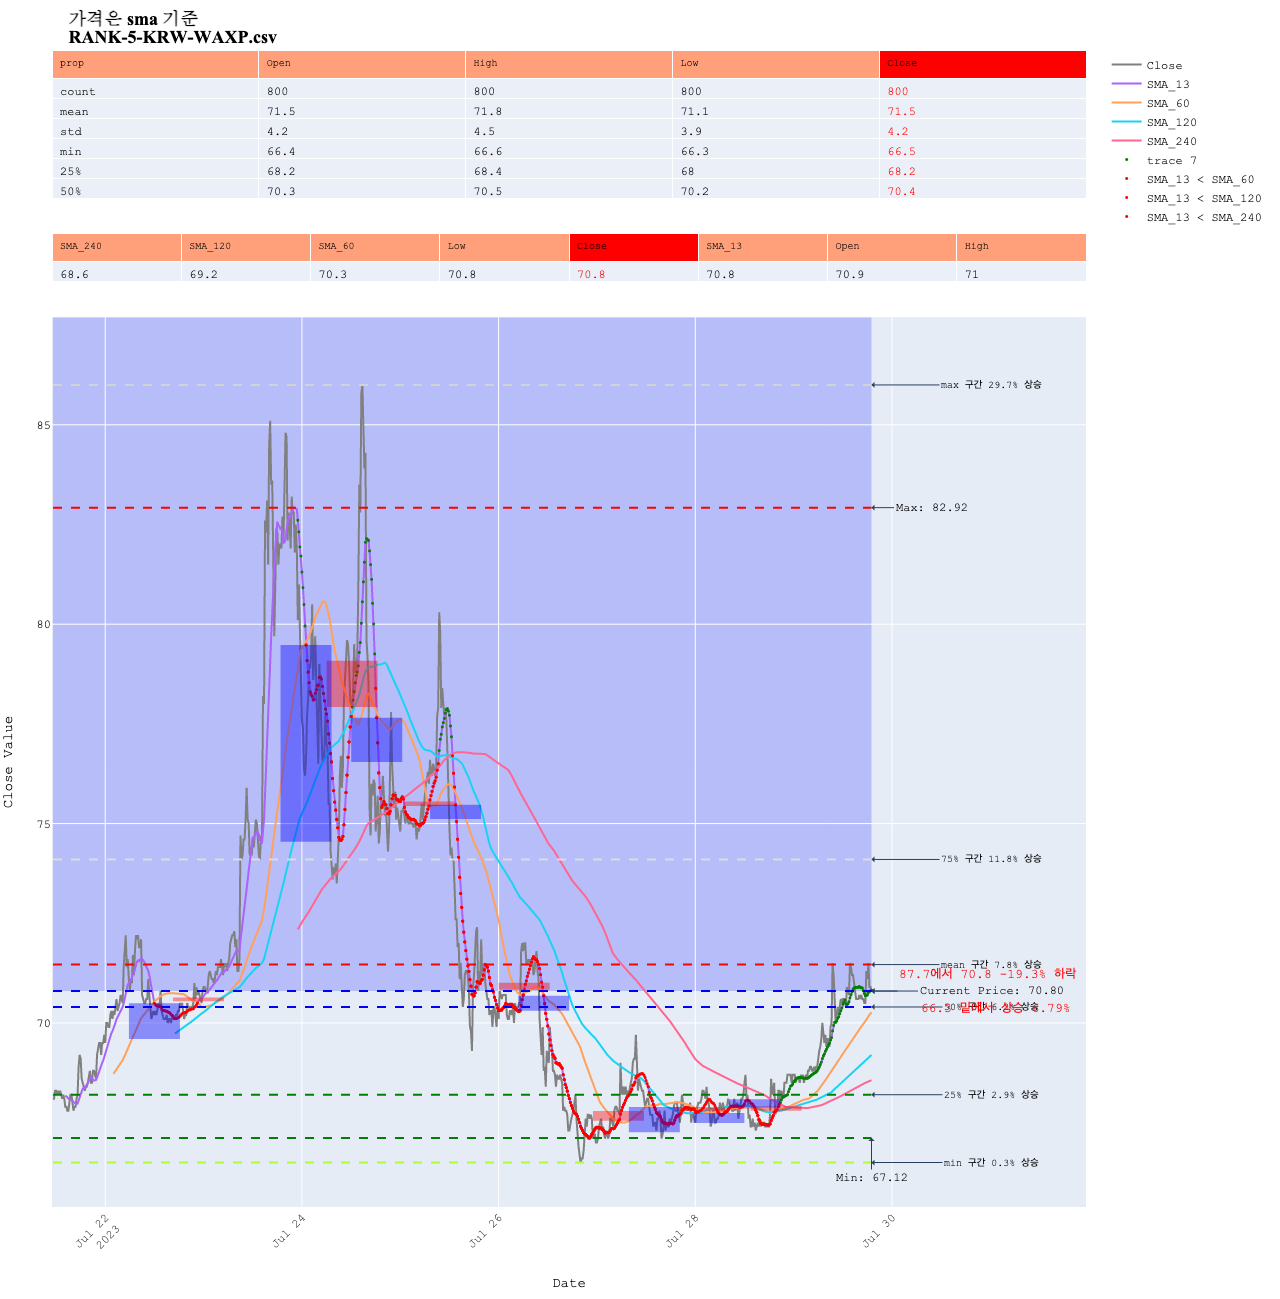 가격은 sma 기준
RANK-5-KRW-WAXP.csv
prop Open High Low Close
count 800 800 800 800
mean 71.5 71.8 71.1 71.5
std 4.2 4.5 3.9 4.2
min 66.4 66.6 66.3 66.5
25% 68.2 68.4 68 68.2
50% 70.3 70.5 70.2 70.4
Close
SMA_13
SMA_60
SMA_120
SMA_240
trace 7
SMA_13 < SMA_60
SMA_13 < SMA_120
SMA_13 < SMA_240
SMA_240 SMA_120 SMA_60 Low Close SMA_13 Open High
68.6 69.2 70.3 70.8 70.8 70.8 70.9 71
max 구간 29.7% 상승
85
Max: 82.92
80
Close Value
75
75% 구간 11.8% 상승
mean 구간 7.8% 상승
87.7에서 70.8 -19.3% 하락
Current Price: 70.80
66.3 밑에서 상승 6.79%
70
25% 구간 2.9% 상승
min 구간 0.3% 상승
Min: 67.12
Jul 22
2023
Jul 24
Jul 26
Jul 28
Jul 30
Date